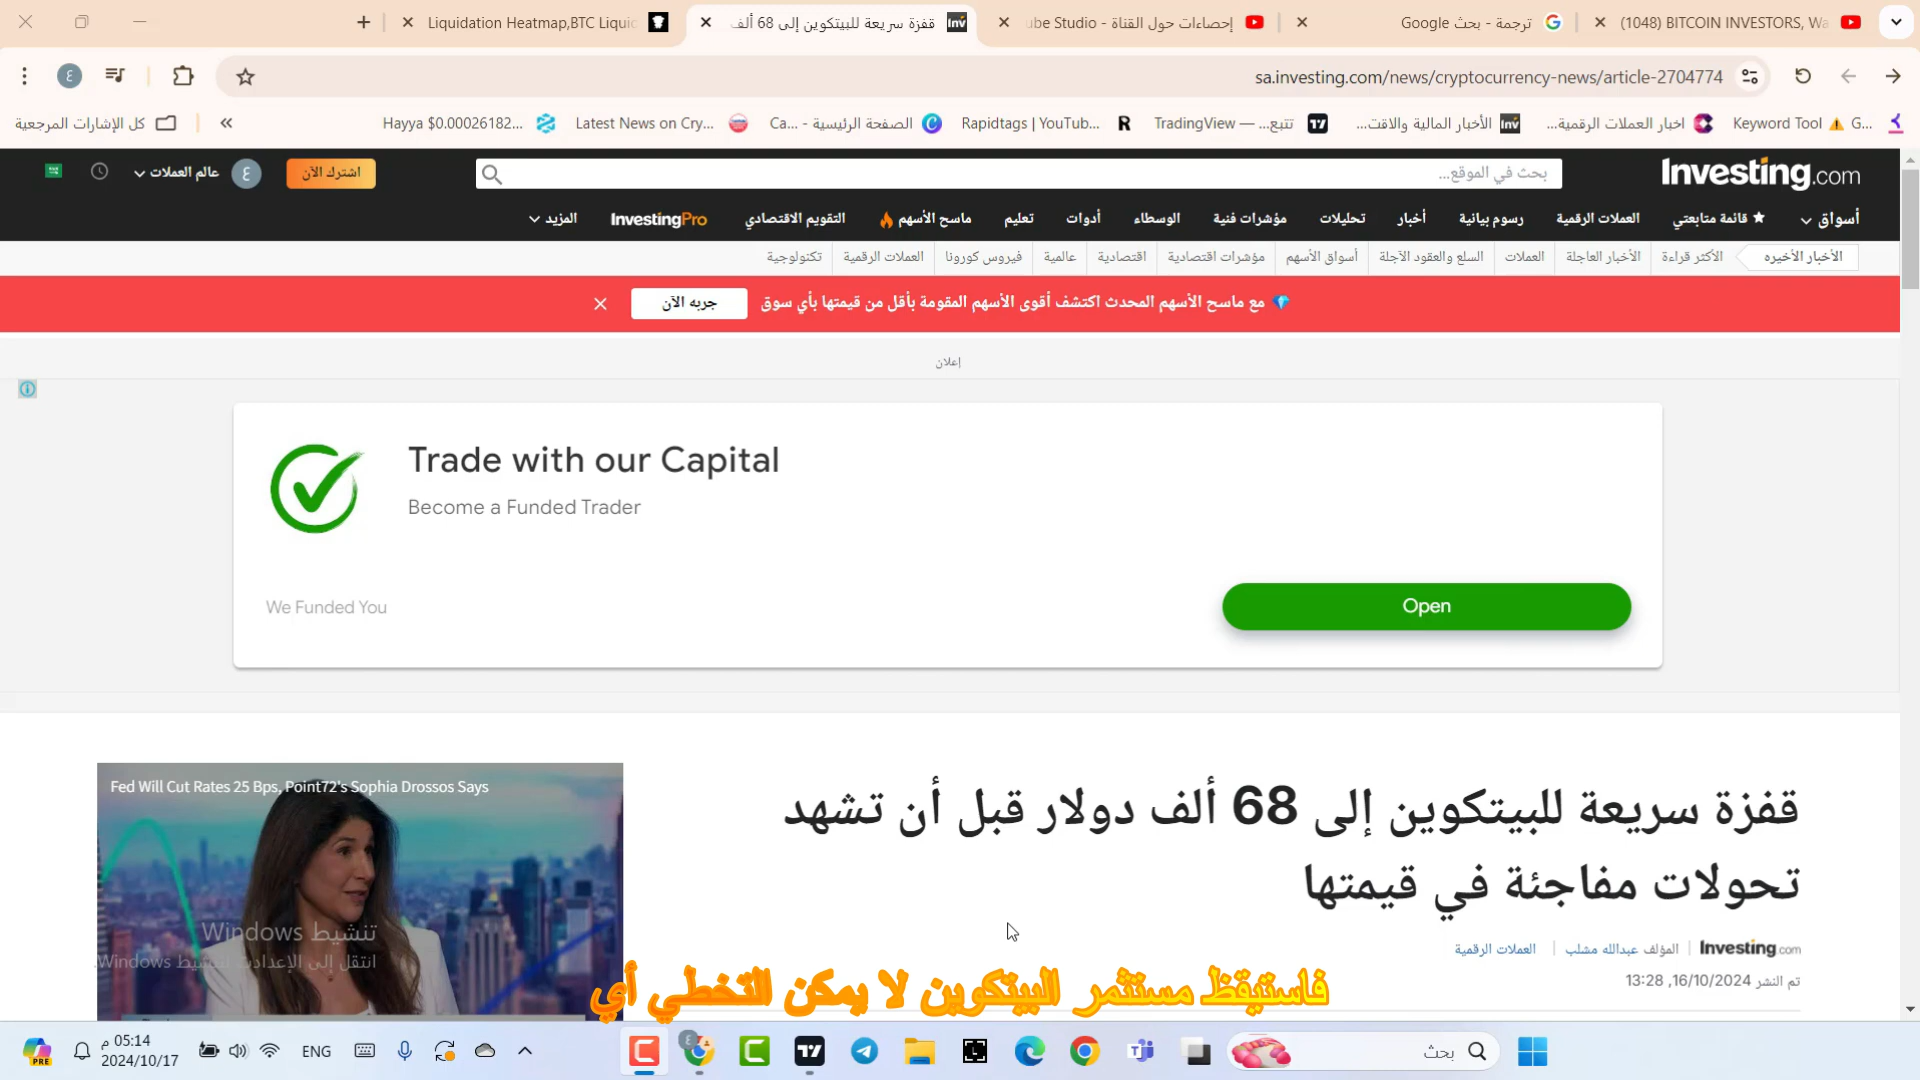 (1048) BITCOIN INVESTORS, Wa
ترجمة - بحث Google
إحصاءات حول القناة - ube Studio
قفزة سريعة للبيتكوين إلى 68 ألف
Liquidation Heatmap,BTC Liquid
sa.investing.com/news/cryptocurrency-news/article-2704774
Keyword Tool ⚠ G...
اخبار العملات الرقمية...
الأخبار المالية والاقت...
تتبع... — TradingView
Rapidtags | YouTub...
الصفحة الرئيسية - Ca...
Latest News on Cry...
Hayya $0.00026182...
»
كل الإشارات المرجعية
Investing.com
بحث في الموقع...
اشترك الآن
ع
عالم العملات
أسواق
قائمة متابعتي
العملات الرقمية
رسوم بيانية
أخبار
تحليلات
مؤشرات فنية
الوسطاء
أدوات
تعليم
ماسح الأسهم
التقويم الاقتصادي
InvestingPro
المزيد
الأخبار الأخيره
الأكثر قراءة
الأخبار العاجلة
العملات
السلع والعقود الآجلة
أسواق الأسهم
مؤشرات اقتصادية
اقتصادية
عالمية
فيروس كورونا
العملات الرقمية
تكنولوجية
💎 مع ماسح الأسهم المحدث اكتشف أقوى الأسهم المقومة بأقل من قيمتها بأي سوق
جربه الآن
إعلان
Trade with our Capital
Become a Funded Trader
We Funded You
Open
قفزة سريعة للبيتكوين إلى 68 ألف دولار قبل أن تشهد
تحولات مفاجئة في قيمتها
Investing.com | المؤلف عبدالله مشلب | العملات الرقمية
تم النشر 16/10/2024, 13:28
Fed Will Cut Rates 25 Bps, Point72's Sophia Drossos Says
تنشيط Windows
انتقل إلى الإعدادات لتنشيط Windows.
فاستيقظ مستثمر البيتكوين لا يمكن التخطي أي
بحث
ENG
05:14 م
2024/10/17
PRE